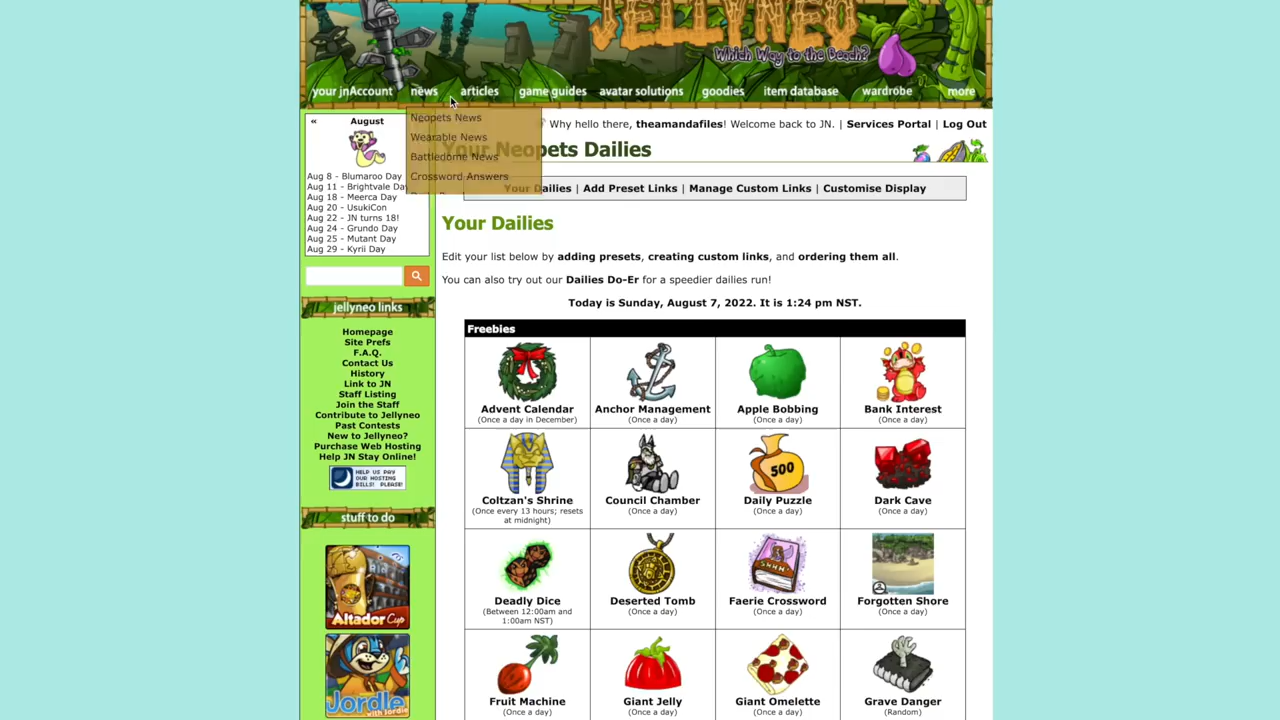 JELLYNEO
Which Way to the Beach?
your jnAccount
news
articles
game guides
avatar solutions
goodies
item database
wardrobe
more
«
August
Aug 8 - Blumaroo Day
Aug 11 - Brightvale Day
Aug 18 - Meerca Day
Aug 20 - UsukiCon
Aug 22 - JN turns 18!
Aug 24 - Grundo Day
Aug 25 - Mutant Day
Aug 29 - Kyrii Day
Neopets News
Wearable News
Battledome News
Crossword Answers
Why hello there, theamandafiles! Welcome back to JN. | Services Portal | Log Out
Your Neopets Dailies
Your Dailies | Add Preset Links | Manage Custom Links | Customise Display
jellyneo links
Homepage
Site Prefs
F.A.Q.
Contact Us
History
Link to JN
Staff Listing
Join the Staff
Contribute to Jellyneo
Past Contests
New to Jellyneo?
Purchase Web Hosting
Help JN Stay Online!
HELP US PAY
OUR HOSTING
BILLS! PLEASE!
stuff to do
Altador Cup
Jordle
with Jordie
Your Dailies
Edit your list below by adding presets, creating custom links, and ordering them all.
You can also try out our Dailies Do-Er for a speedier dailies run!
Today is Sunday, August 7, 2022. It is 1:24 pm NST.
Freebies
Advent Calendar
(Once a day in December)
Anchor Management
(Once a day)
Apple Bobbing
(Once a day)
Bank Interest
(Once a day)
Coltzan's Shrine
(Once every 13 hours; resets
at midnight)
Council Chamber
(Once a day)
500
Daily Puzzle
(Once a day)
Dark Cave
(Once a day)
Deadly Dice
(Between 12:00am and
1:00am NST)
Deserted Tomb
(Once a day)
Faerie Crossword
(Once a day)
Forgotten Shore
(Once a day)
Fruit Machine
(Once a day)
Giant Jelly
(Once a day)
Giant Omelette
(Once a day)
Grave Danger
(Random)